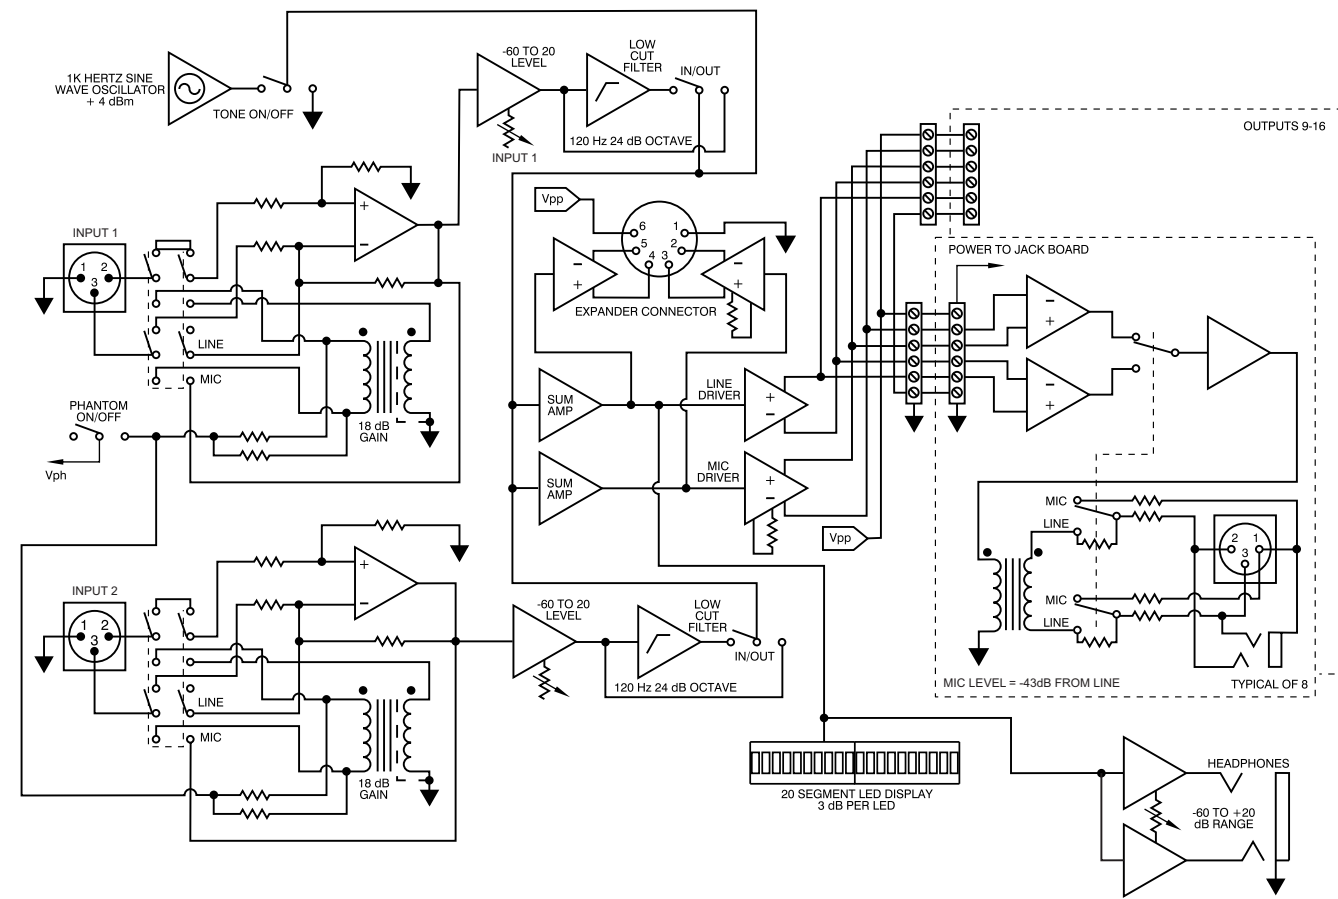 1K HERTZ SINE
WAVE OSCILLATOR
+ 4 dBm
TONE ON/OFF
-60 TO 20
LEVEL
INPUT 1
LOW
CUT
FILTER
IN/OUT
120 Hz 24 dB OCTAVE
OUTPUTS 9-16
INPUT 1
1 2
3
+
−
LINE
MIC
18 dB
GAIN
PHANTOM
ON/OFF
Vph
Vpp
6 1
5 2
4 3
−
+
−
+
EXPANDER CONNECTOR
SUM
AMP
LINE
DRIVER
+
−
SUM
AMP
MIC
DRIVER
+
−
Vpp
POWER TO JACK BOARD
−
+
−
+
MIC
LINE
2 1
3
MIC
LINE
MIC LEVEL = -43dB FROM LINE
TYPICAL OF 8
INPUT 2
1 2
3
+
−
LINE
MIC
18 dB
GAIN
-60 TO 20
LEVEL
LOW
CUT
FILTER
IN/OUT
120 Hz 24 dB OCTAVE
20 SEGMENT LED DISPLAY
3 dB PER LED
HEADPHONES
-60 TO +20
dB RANGE